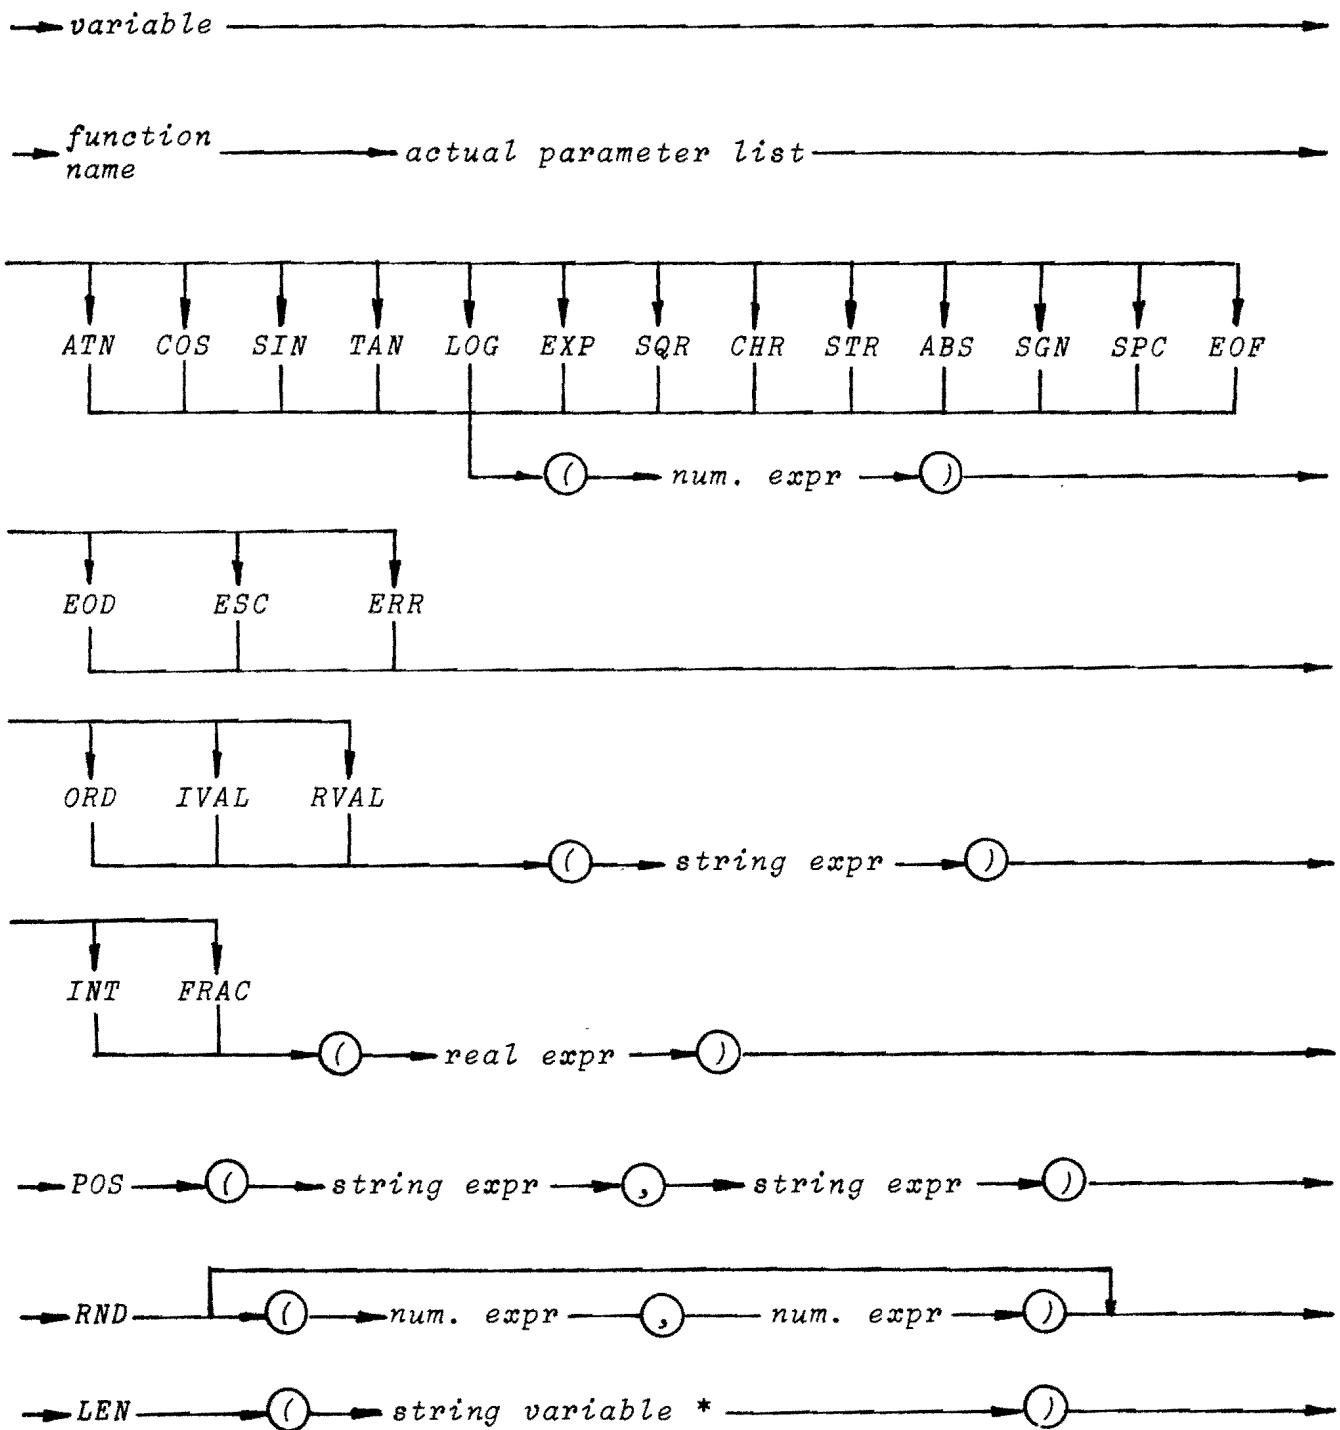 variable
function
name
actual parameter list
ATN COS SIN TAN LOG EXP SQR CHR STR ABS SGN SPC EOF
( num. expr )
EOD ESC ERR
ORD IVAL RVAL
( string expr )
INT FRAC
( real expr )
POS ( string expr , string expr )
RND ( num. expr , num. expr )
LEN ( string variable * )